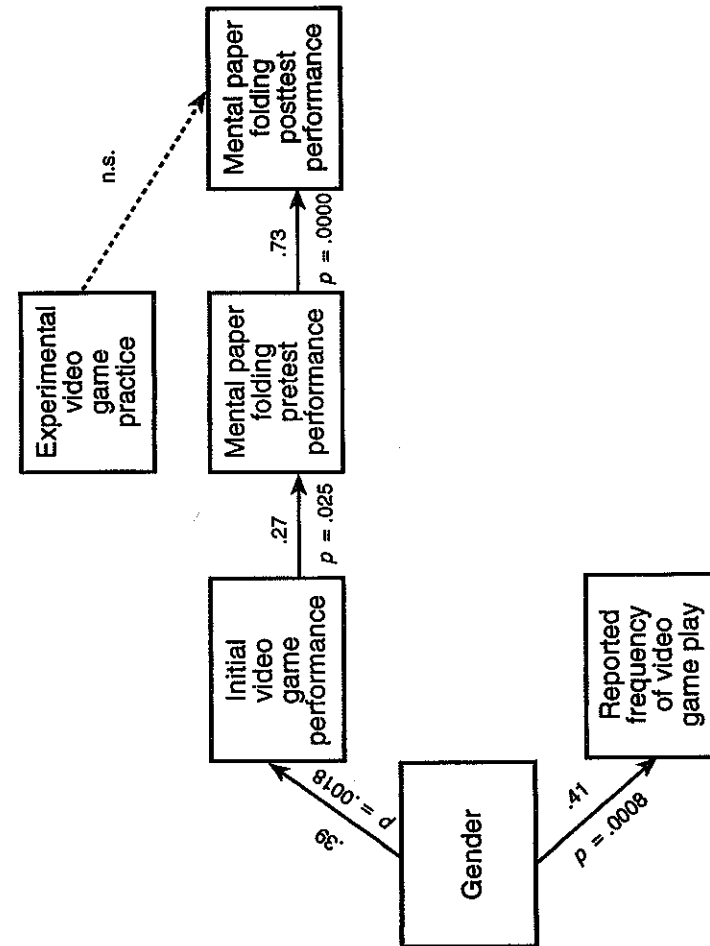 Experimental
video
game
practice
n.s.
Initial
video
game
performance
.27
p = .025
Mental paper
folding
pretest
performance
.73
p = .0000
Mental paper
folding
posttest
performance
Gender
.39
p = .0018
.41
p = .0008
Reported
frequency
of video
game play